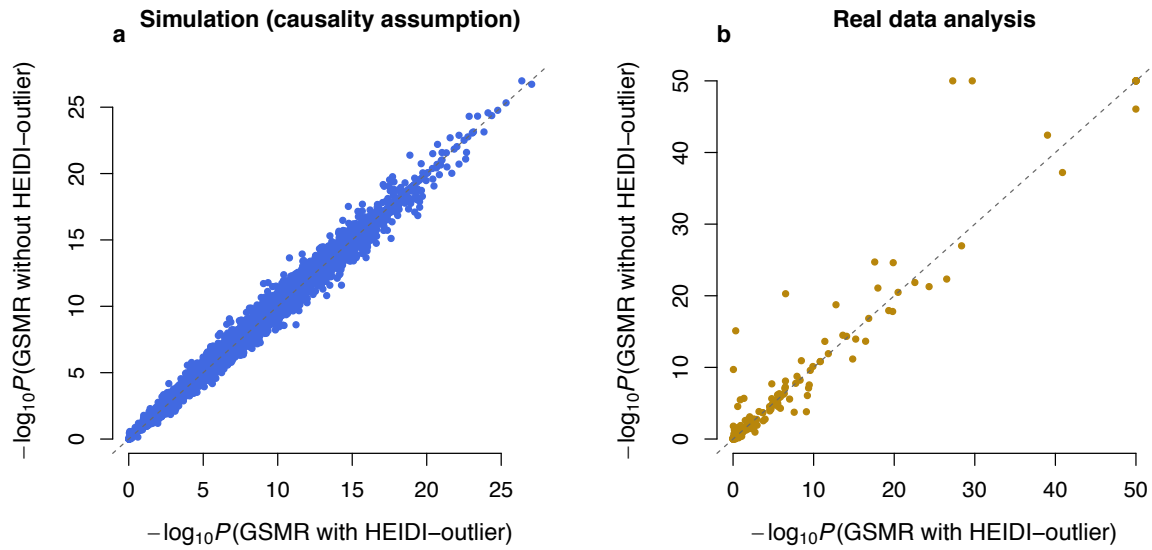 Simulation (causality assumption)
a
−log10P(GSMR without HEIDI−outlier)
25
20
15
10
5
0
0 5 10 15 20 25
−log10P(GSMR with HEIDI−outlier)
Real data analysis
b
−log10P(GSMR without HEIDI−outlier)
50
40
30
20
10
0
0 10 20 30 40 50
−log10P(GSMR with HEIDI−outlier)